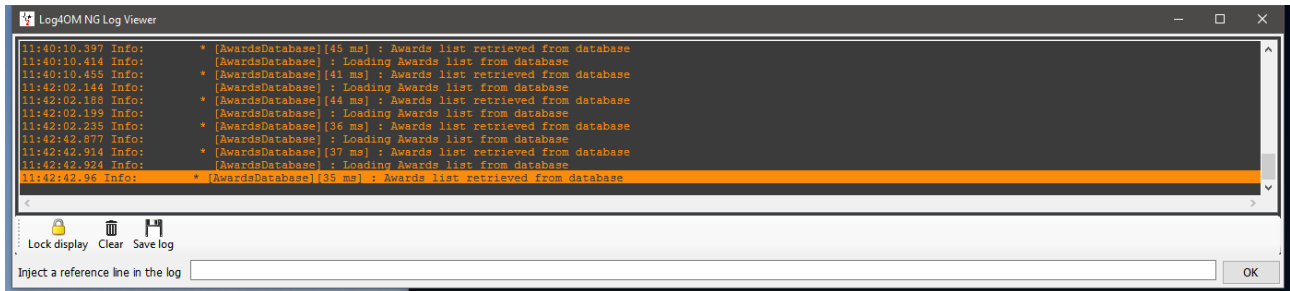 Log4OM NG Log Viewer
11:40:10.397 Info: * [AwardsDatabase][45 ms] : Awards list retrieved from database
11:40:10.414 Info: [AwardsDatabase] : Loading Awards list from database
11:40:10.455 Info: * [AwardsDatabase][41 ms] : Awards list retrieved from database
11:42:02.144 Info: [AwardsDatabase] : Loading Awards list from database
11:42:02.188 Info: * [AwardsDatabase][44 ms] : Awards list retrieved from database
11:42:02.199 Info: [AwardsDatabase] : Loading Awards list from database
11:42:02.235 Info: * [AwardsDatabase][36 ms] : Awards list retrieved from database
11:42:42.877 Info: [AwardsDatabase] : Loading Awards list from database
11:42:42.914 Info: * [AwardsDatabase][37 ms] : Awards list retrieved from database
11:42:42.924 Info: [AwardsDatabase] : Loading Awards list from database
11:42:42.96 Info: * [AwardsDatabase][35 ms] : Awards list retrieved from database
Lock display Clear Save log
Inject a reference line in the log OK